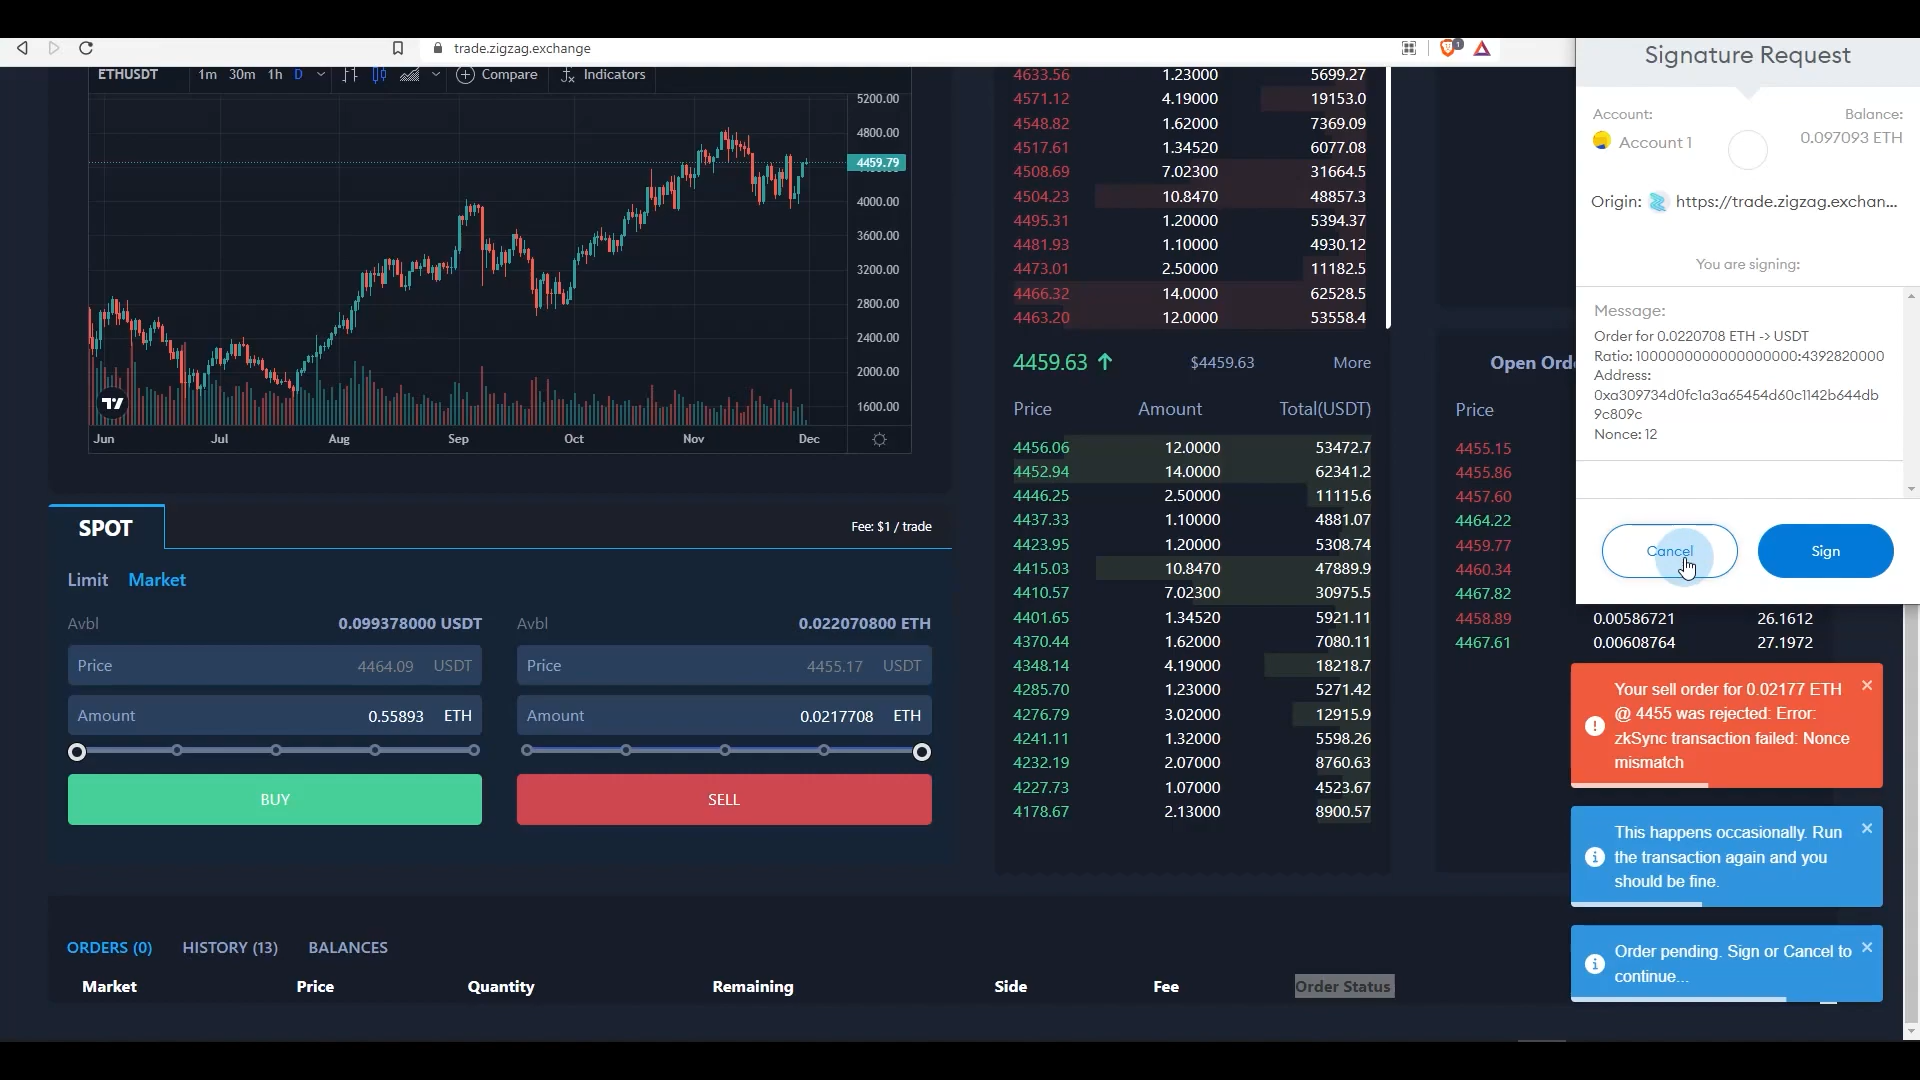 trade.zigzag.exchange
1
ETHUSDT 1m 30m 1h D Compare Indicators
5200.00
4800.00
4459.79
4000.00
3600.00
3200.00
2800.00
2400.00
2000.00
1600.00
Jun Jul Aug Sep Oct Nov Dec
SPOT
Fee: $1 / trade
Limit Market
Avbl 0.099378000 USDT
Price 4464.09 USDT
Amount 0.55893 ETH
BUY
Avbl 0.022070800 ETH
Price 4455.17 USDT
Amount 0.0217708 ETH
SELL
4633.56 1.23000 5699.27
4571.12 4.19000 19153.0
4548.82 1.62000 7369.09
4517.61 1.34520 6077.08
4508.69 7.02300 31664.5
4504.23 10.8470 48857.3
4495.31 1.20000 5394.37
4481.93 1.10000 4930.12
4473.01 2.50000 11182.5
4466.32 14.0000 62528.5
4463.20 12.0000 53558.4
4459.63 $4459.63 More
Price Amount Total(USDT)
4456.06 12.0000 53472.7
4452.94 14.0000 62341.2
4446.25 2.50000 11115.6
4437.33 1.10000 4881.07
4423.95 1.20000 5308.74
4415.03 10.8470 47889.9
4410.57 7.02300 30975.5
4401.65 1.34520 5921.11
4370.44 1.62000 7080.11
4348.14 4.19000 18218.7
4285.70 1.23000 5271.42
4276.79 3.02000 12915.9
4241.11 1.32000 5598.26
4232.19 2.07000 8760.63
4227.73 1.07000 4523.67
4178.67 2.13000 8900.57
Open Ord
Price
4455.15
4455.86
4457.60
4464.22
4459.77
4460.34
4467.82
4458.89 0.00586721 26.1612
4467.61 0.00608764 27.1972
Signature Request
Account: Balance:
Account 1 0.097093 ETH
Origin: https://trade.zigzag.exchan...
You are signing:
Message:
Order for 0.0220708 ETH -> USDT
Ratio: 1000000000000000000:4392820000
Address:
0xa309734d0fc1a3a65454d60c1142b644db
9c809c
Nonce: 12
Cancel Sign
Your sell order for 0.02177 ETH
@ 4455 was rejected: Error:
zkSync transaction failed: Nonce
mismatch
This happens occasionally. Run
the transaction again and you
should be fine.
Order pending. Sign or Cancel to
continue...
ORDERS (0) HISTORY (13) BALANCES
Market Price Quantity Remaining Side Fee Order Status